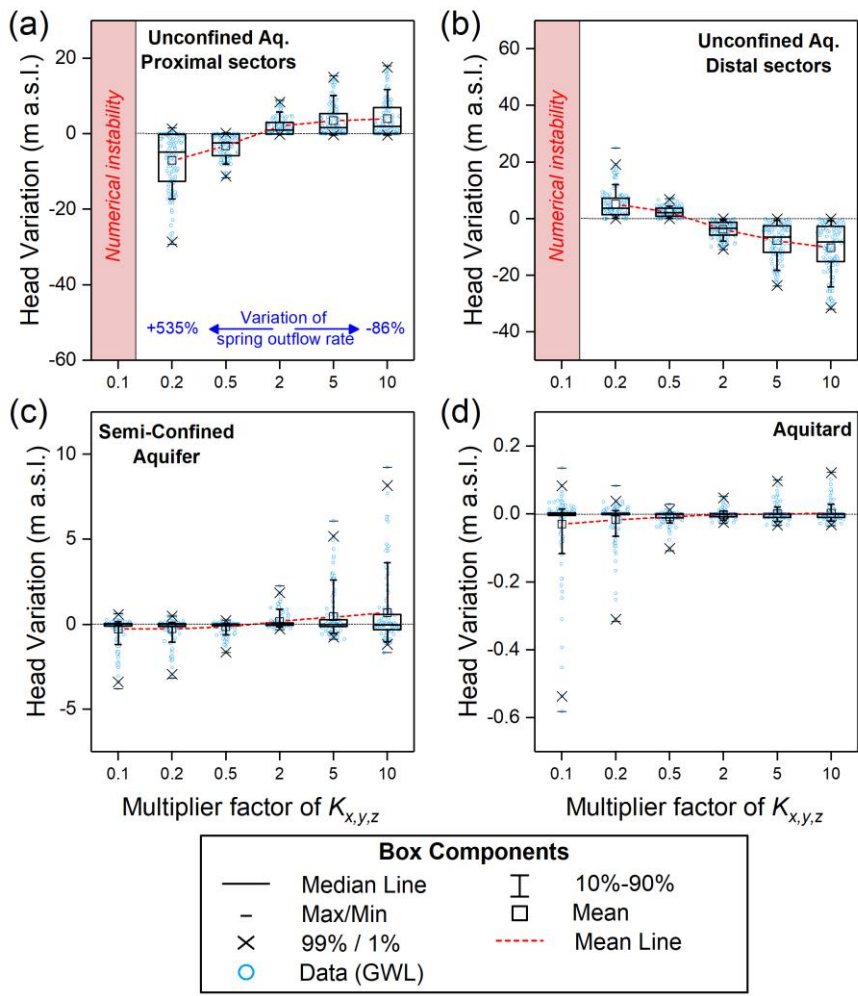 (a)
Unconfined Aq.
Proximal sectors
Head Variation (m a.s.l.)
30
0
-20
-40
-60
Numerical instability
+535%
Variation of
spring outflow rate
-86%
0.1 0.2 0.5 2 5 10
(b)
Unconfined Aq.
Distal sectors
Head Variation (m a.s.l.)
60
40
20
0
-20
-40
Numerical instability
0.1 0.2 0.5 2 5 10
(c)
Semi-Confined
Aquifer
Head Variation (m a.s.l.)
10
5
0
-5
0.1 0.2 0.5 2 5 10
Multiplier factor of Kx,y,z
(d)
Aquitard
Head Variation (m a.s.l.)
0.2
0.0
-0.2
-0.4
-0.6
0.1 0.2 0.5 2 5 10
Multiplier factor of Kx,y,z
Box Components
Median Line
10%-90%
Max/Min
Mean
99% / 1%
Mean Line
Data (GWL)